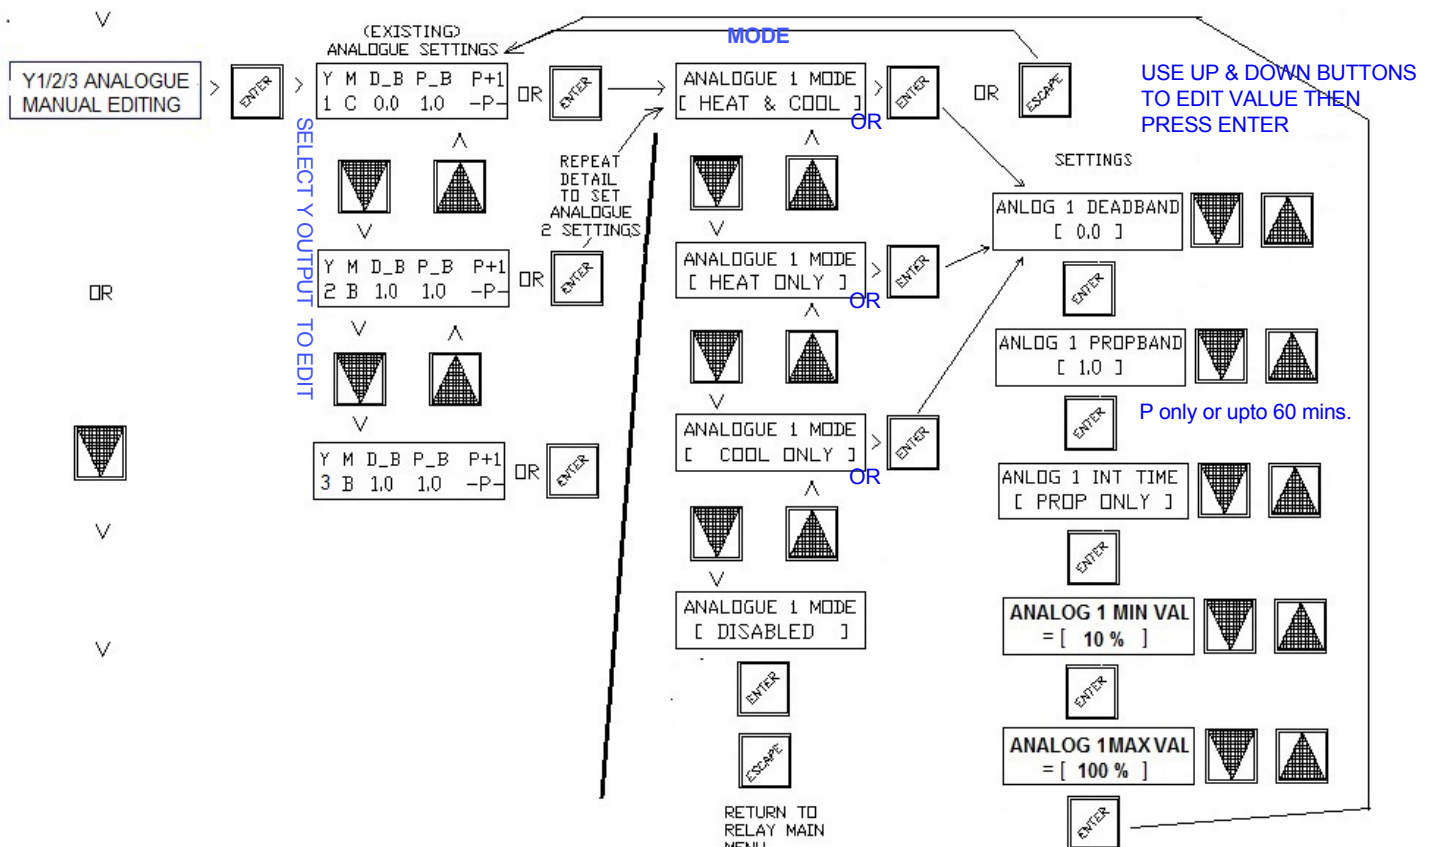 (EXISTING)
ANALOGUE SETTINGS
MODE
Y1/2/3 ANALOGUE
MANUAL EDITING
>
ENTER
>
Y M D_B P_B P+1
1 C 0.0 1.0 -P-
OR
ENTER
ANALOGUE 1 MODE
[ HEAT & COOL ]
>
OR
ENTER
OR
ESCAPE
USE UP & DOWN BUTTONS
TO EDIT VALUE THEN
PRESS ENTER
SELECT Y OUTPUT TO EDIT
REPEAT
DETAIL
TO SET
ANALOGUE
2 SETTINGS
SETTINGS
ANLOG 1 DEADBAND
[ 0.0 ]
ENTER
Y M D_B P_B P+1
2 B 1.0 1.0 -P-
OR
ENTER
ANALOGUE 1 MODE
[ HEAT ONLY ]
>
OR
ENTER
OR
ANLOG 1 PROPBAND
[ 1.0 ]
ENTER
P only or upto 60 mins.
Y M D_B P_B P+1
3 B 1.0 1.0 -P-
OR
ENTER
ANALOGUE 1 MODE
[ COOL ONLY ]
>
OR
ENTER
ANLOG 1 INT TIME
[ PROP ONLY ]
ENTER
ANALOGUE 1 MODE
[ DISABLED ]
ENTER
ESCAPE
RETURN TO
RELAY MAIN
MENU
ANALOG 1 MIN VAL
= [ 10 % ]
ENTER
ANALOG 1MAX VAL
= [ 100 % ]
ENTER